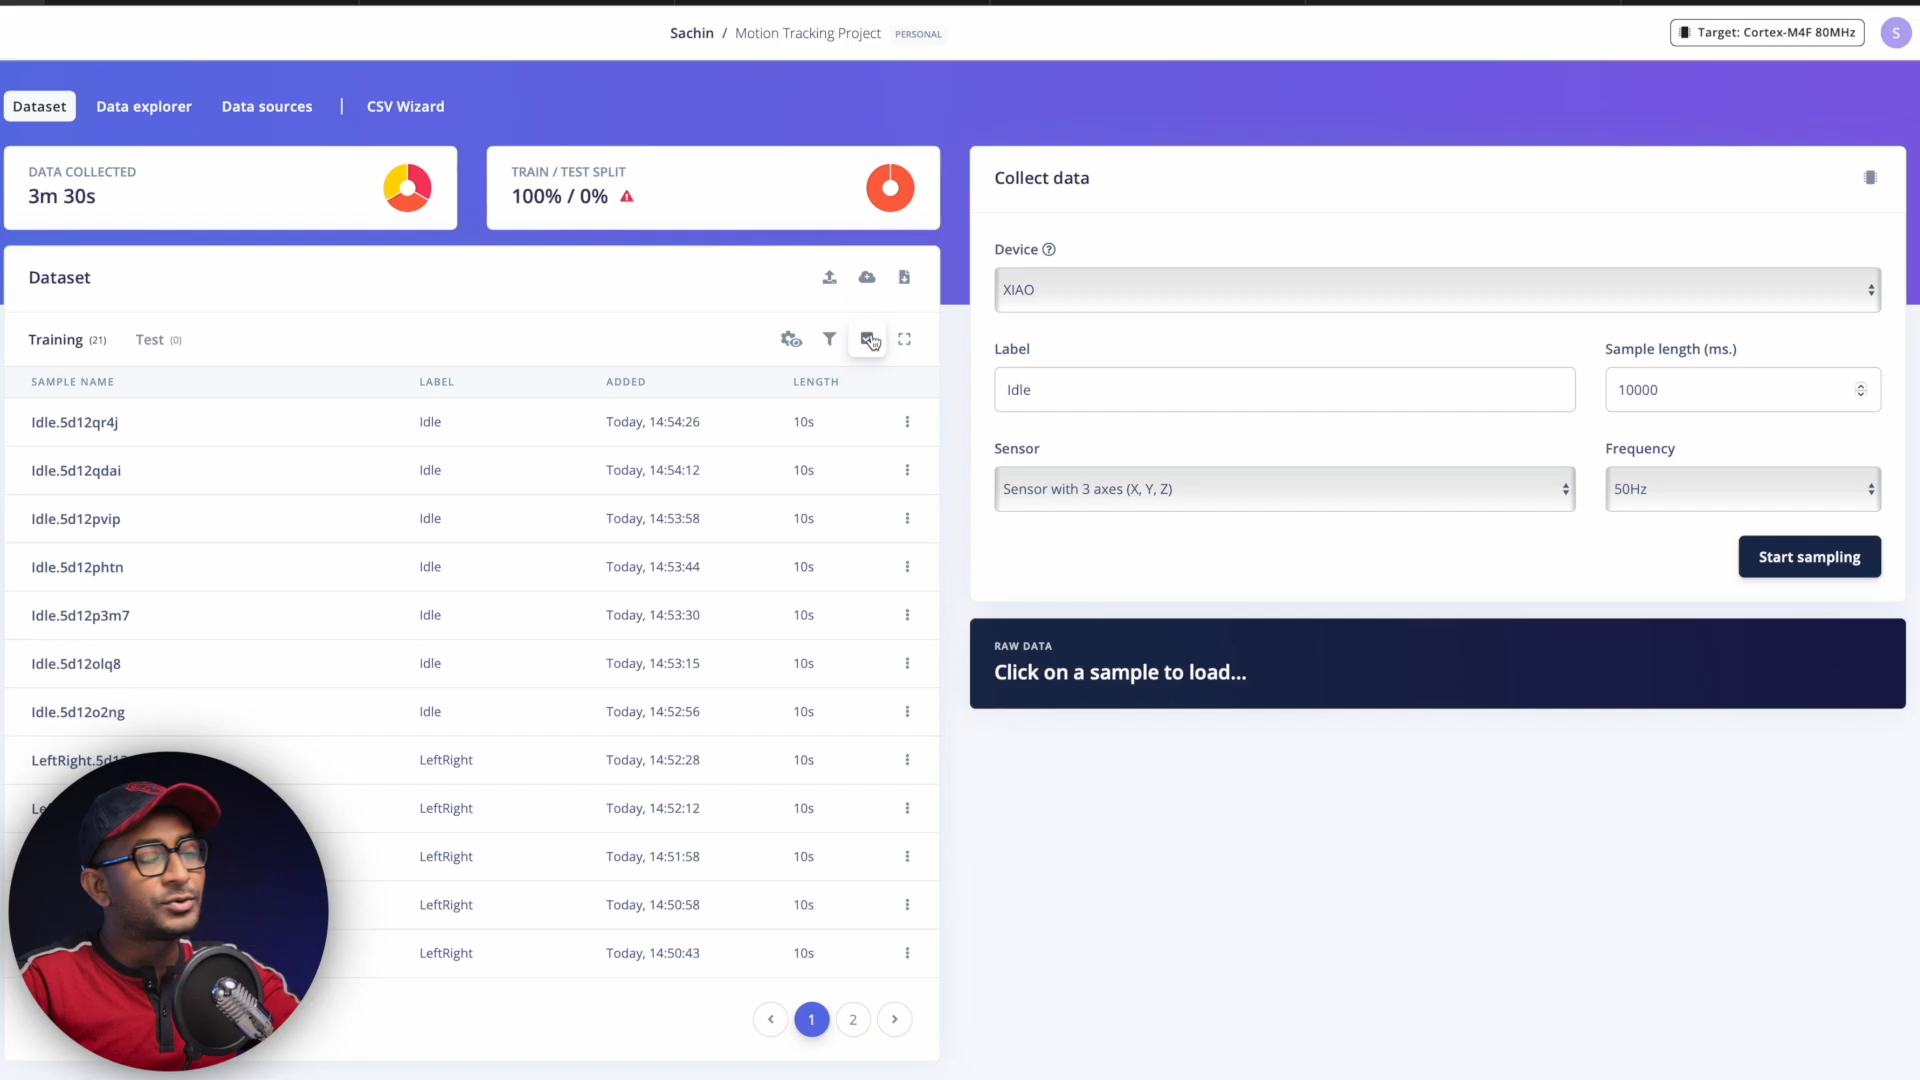 Sachin / Motion Tracking Project PERSONAL
Target: Cortex-M4F 80MHz
S
Dataset Data explorer Data sources | CSV Wizard
DATA COLLECTED
3m 30s
TRAIN / TEST SPLIT
100% / 0%
Dataset
Training (21) Test (0)
SAMPLE NAME LABEL ADDED LENGTH
Idle.5d12qr4j Idle Today, 14:54:26 10s
Idle.5d12qdai Idle Today, 14:54:12 10s
Idle.5d12pvip Idle Today, 14:53:58 10s
Idle.5d12phtn Idle Today, 14:53:44 10s
Idle.5d12p3m7 Idle Today, 14:53:30 10s
Idle.5d12olq8 Idle Today, 14:53:15 10s
Idle.5d12o2ng Idle Today, 14:52:56 10s
LeftRight Today, 14:52:28 10s
LeftRight Today, 14:52:12 10s
LeftRight Today, 14:51:58 10s
LeftRight Today, 14:50:58 10s
LeftRight Today, 14:50:43 10s
1 2
Collect data
Device
XIAO
Label Sample length (ms.)
Idle 10000
Sensor Frequency
Sensor with 3 axes (X, Y, Z) 50Hz
Start sampling
RAW DATA
Click on a sample to load...